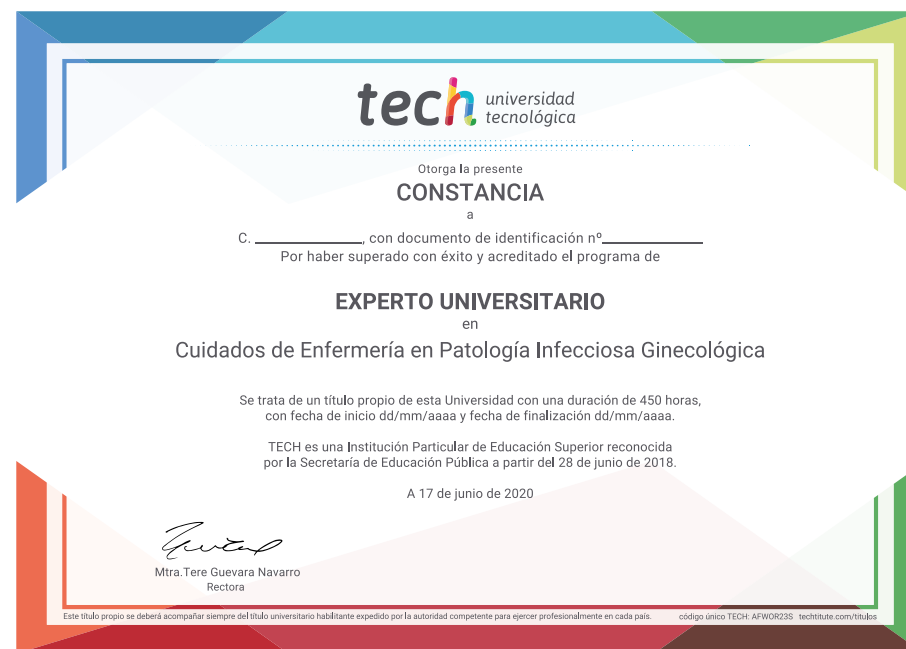 tech universidad
tecnológica
Otorga la presente
CONSTANCIA
a
C. ____________, con documento de identificación nº____________
Por haber superado con éxito y acreditado el programa de
EXPERTO UNIVERSITARIO
en
Cuidados de Enfermería en Patología Infecciosa Ginecológica
Se trata de un título propio de esta Universidad con una duración de 450 horas,
con fecha de inicio dd/mm/aaaa y fecha de finalización dd/mm/aaaa.
TECH es una Institución Particular de Educación Superior reconocida
por la Secretaría de Educación Pública a partir del 28 de junio de 2018.
A 17 de junio de 2020
Mtra.Tere Guevara Navarro
Rectora
Este título propio se deberá acompañar siempre del título universitario habilitante expedido por la autoridad competente para ejercer profesionalmente en cada país. código único TECH: AFWOR23S techtitute.com/titulos